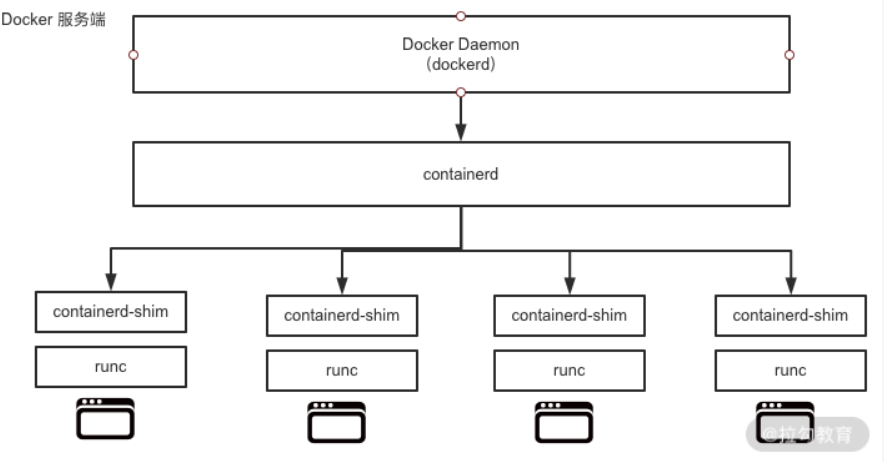 Docker 服务端
Docker Daemon
（dockerd）
containerd
containerd-shim
containerd-shim
containerd-shim
containerd-shim
runc
runc
runc
runc
@拉勾教育